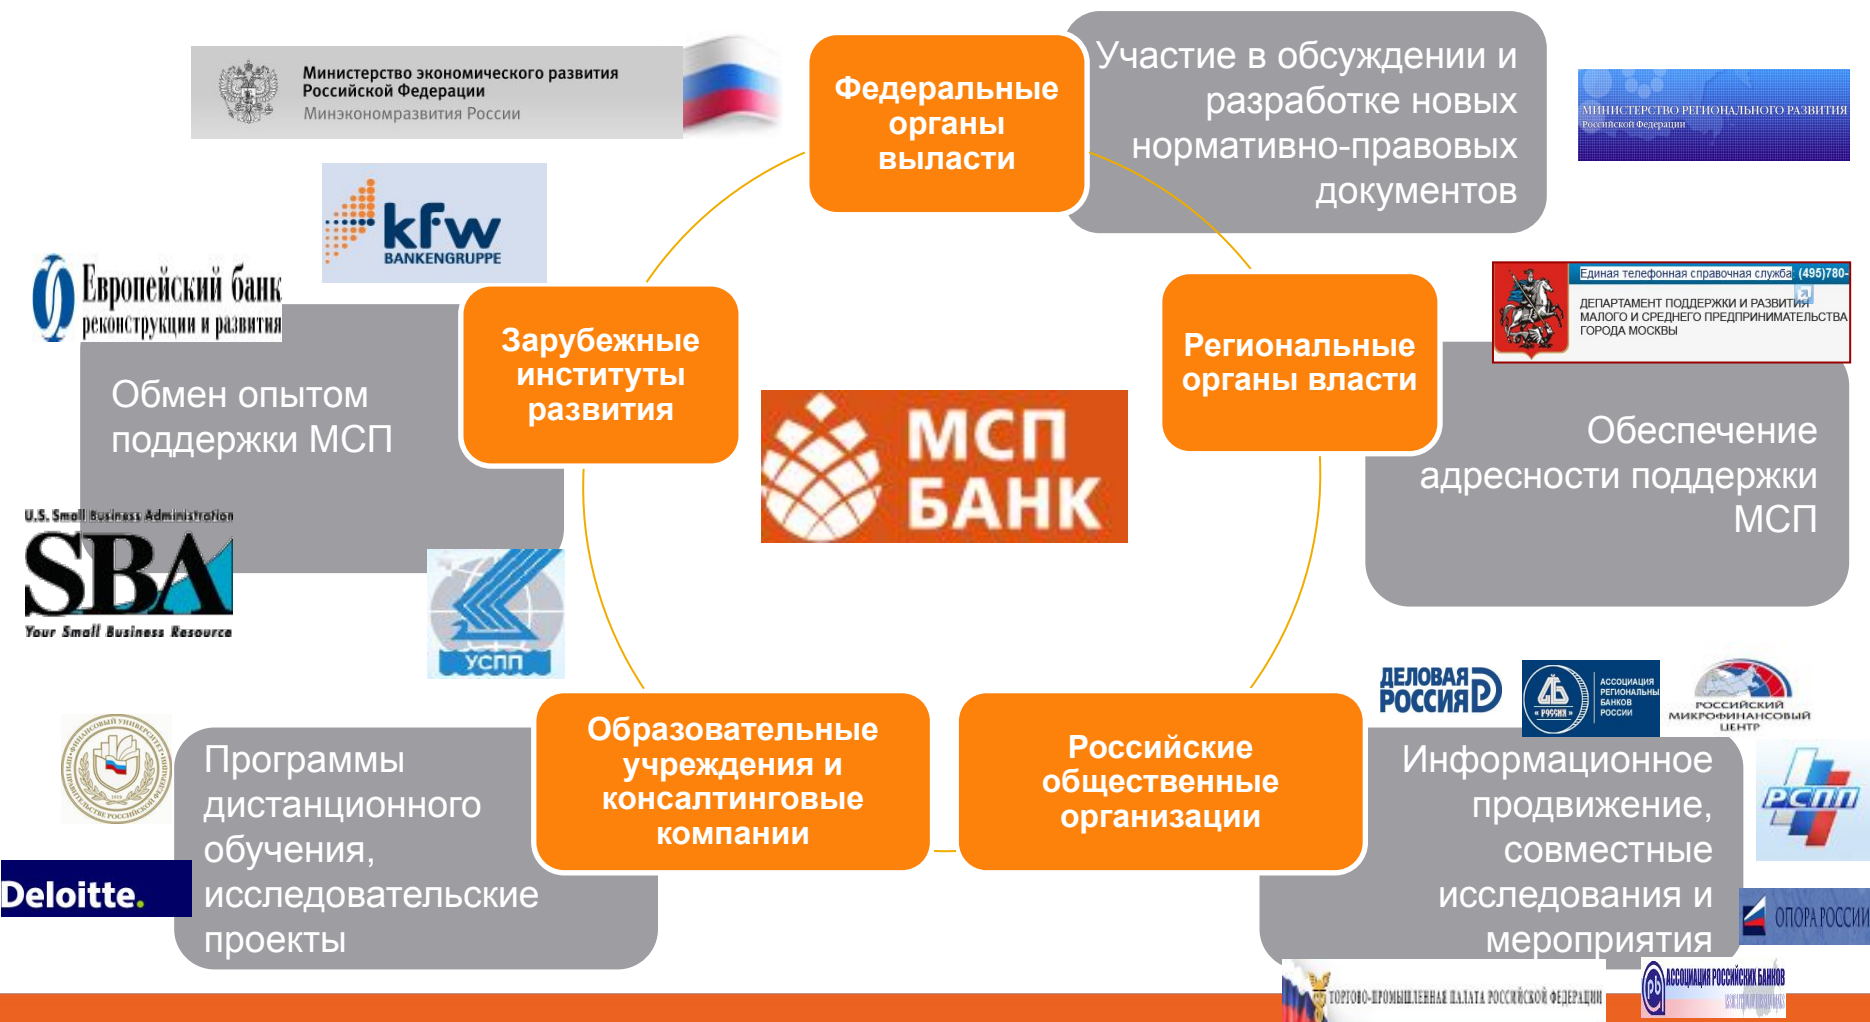 Министерство экономического развития
Российской Федерации
Минэкономразвития России
Федеральные
органы
выласти
Участие в обсуждении и
разработке новых
нормативно-правовых
документов
МИНИСТЕРСТВО РЕГИОНАЛЬНОГО РАЗВИТИЯ
Российской Федерации
kfw
BANKENGRUPPE
Европейский банк
реконструкции и развития
Зарубежные
институты
развития
Обмен опытом
поддержки МСП
U.S. Small Business Administration
SBA
Your Small Business Resource
УСПП
МСП
БАНК
Региональные
органы власти
Единая телефонная справочная служба: (495)780-
ДЕПАРТАМЕНТ ПОДДЕРЖКИ И РАЗВИТИЯ
МАЛОГО И СРЕДНЕГО ПРЕДПРИНИМАТЕЛЬСТВА
ГОРОДА МОСКВЫ
Обеспечение
адресности поддержки
МСП
Образовательные
учреждения и
консалтинговые
компании
Программы
дистанционного
обучения,
исследовательские
проекты
Deloitte.
Российские
общественные
организации
ДЕЛОВАЯ
РОССИЯ
« РОССИЯ »
АССОЦИАЦИЯ
РЕГИОНАЛЬНЫ
БАНКОВ
РОССИИ
РОССИЙСКИЙ
МИКРОФИНАНСОВЫЙ
ЦЕНТР
Информационное
продвижение,
совместные
исследования и
мероприятия
РСПП
ОПОРА РОССИИ
ТОРГОВО-ПРОМЫШЛЕННАЯ ПАЛАТА РОССИЙСКОЙ ФЕДЕРАЦИИ
АССОЦИАЦИЯ РОССИЙСКИХ БАНКОВ